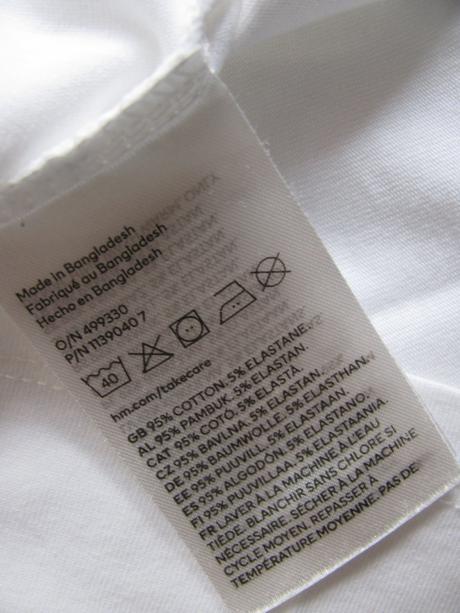 Made in Bangladesh
Fabriqué au Bangladesh
Hecho en Bangladesh
O/N 499330
P/N 1139040 7
40
hm.com/takecare
GB 95% COTTON. 5% ELASTANE.
AL 95% PAMBUK. 5% ELASTAN.
CAT 95% COTÓ. 5% ELASTÀ.
CZ 95% BAVLNA. 5% ELASTAN.
DE 95% BAUMWOLLE. 5% ELASTHAN.
EE 95% PUUVILL. 5% ELASTAAN.
ES 95% ALGODÓN. 5% ELASTANO.
FI 95% PUUVILLAA. 5% ELASTAANIA.
FR LAVER À LA MACHINE À L'EAU
TIÈDE. BLANCHIR SANS CHLORE SI
NÉCESSAIRE. SÉCHER À LA MACHINE
CYCLE MOYEN. REPASSER À
TEMPÉRATURE MOYENNE. PAS DE